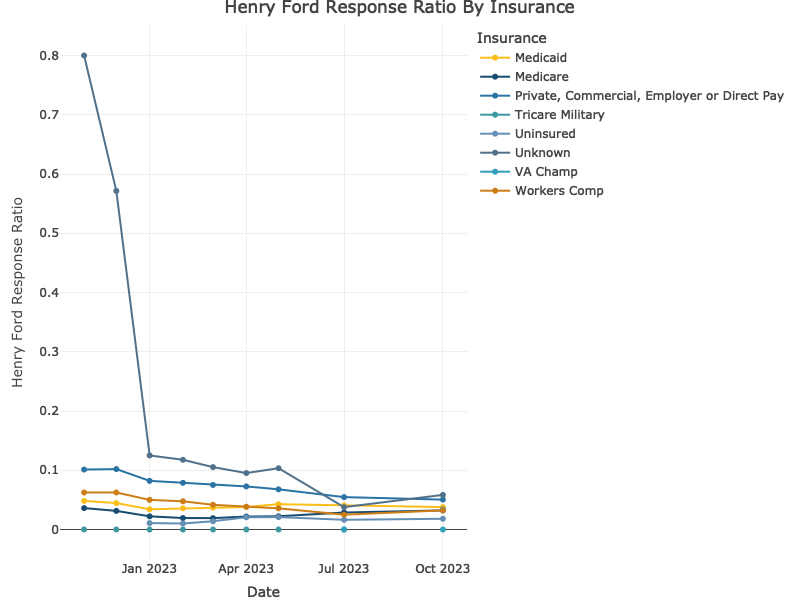 Henry Ford Response Ratio By Insurance
Insurance
Medicaid
Medicare
Private, Commercial, Employer or Direct Pay
Tricare Military
Uninsured
Unknown
VA Champ
Workers Comp
Henry Ford Response Ratio
0.8
0.7
0.6
0.5
0.4
0.3
0.2
0.1
0
Jan 2023 Apr 2023 Jul 2023 Oct 2023
Date